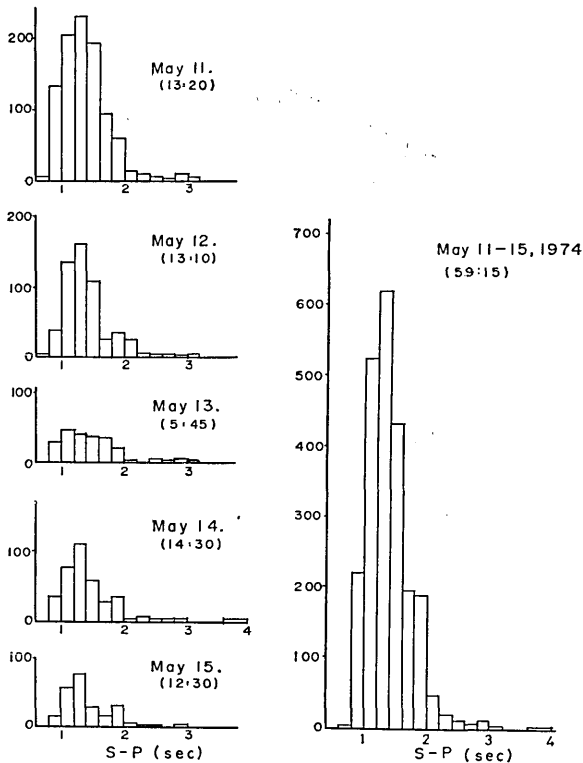 200
100
0
May 11.
(13:20)
1 2 3
200
100
0
May 12.
(13:10)
1 2 3
100
0
May 13.
(5:45)
1 2 3
100
0
May 14.
(14:30)
1 2 3 4
100
0
May 15.
(12:30)
1 2 3
S-P (sec)
700
600
500
400
300
200
100
0
May 11-15, 1974
(59:15)
1 2 3 4
S-P (sec)